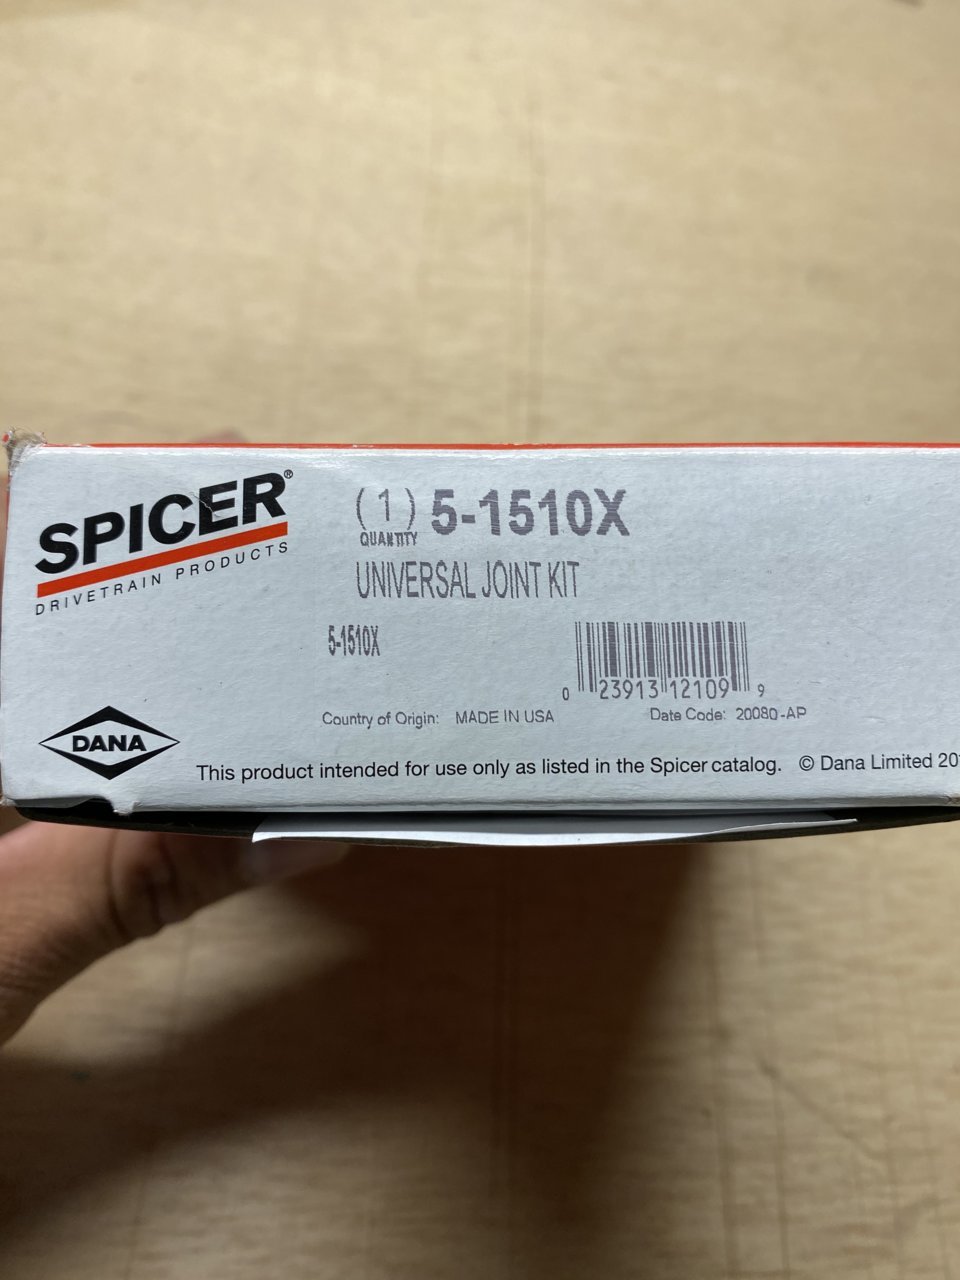 SPICER®
DRIVETRAIN PRODUCTS
(1) 5-1510X
QUANTITY
UNIVERSAL JOINT KIT
5-1510X
0 23913 12109 9
Country of Origin: MADE IN USA
Date Code: 20080-AP
DANA
This product intended for use only as listed in the Spicer catalog. © Dana Limited